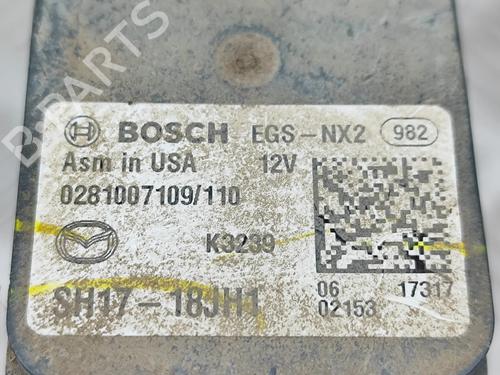 BOSCH EGS-NX2 982
Asm in USA 12V
0281007109/110
K3239
SH17-18JH1
06 17317
02153
B-PARTS